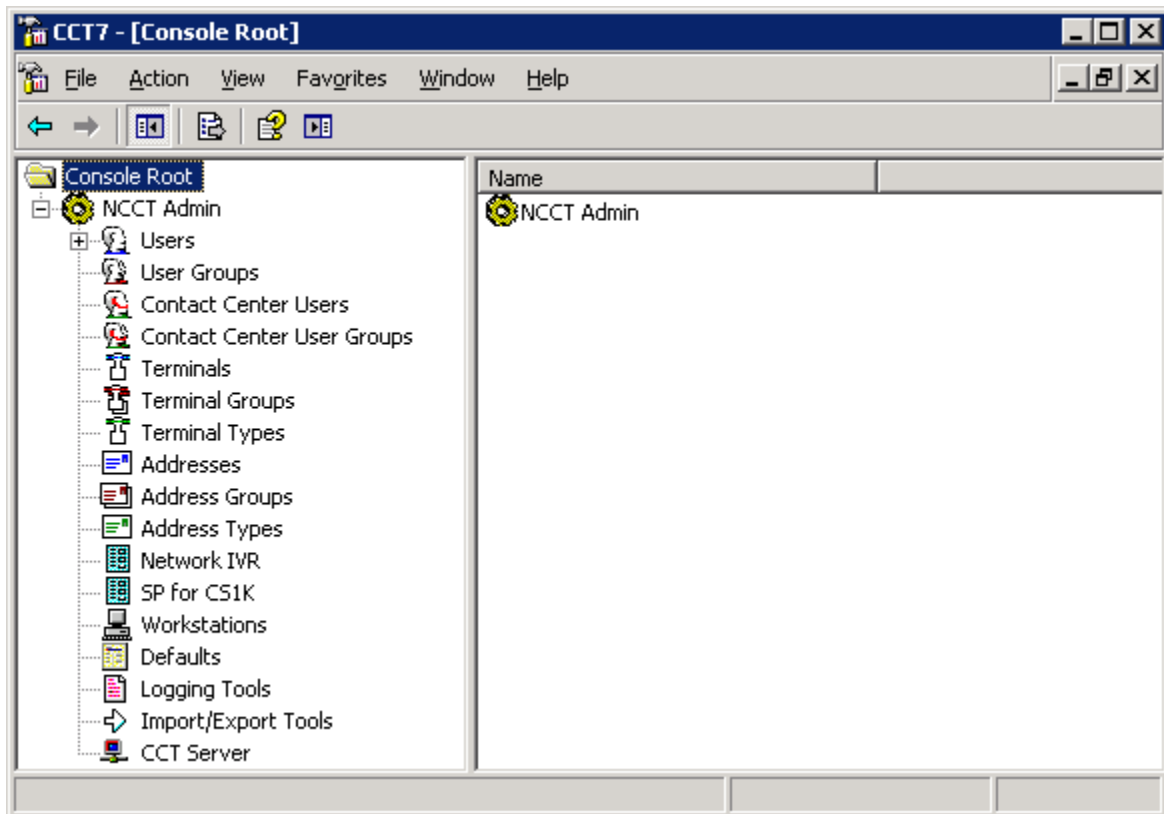 CCT7 - [Console Root]
File Action View Favorites Window Help
Console Root
NCCT Admin
Users
User Groups
Contact Center Users
Contact Center User Groups
Terminals
Terminal Groups
Terminal Types
Addresses
Address Groups
Address Types
Network IVR
SP for CS1K
Workstations
Defaults
Logging Tools
Import/Export Tools
CCT Server
Name
NCCT Admin